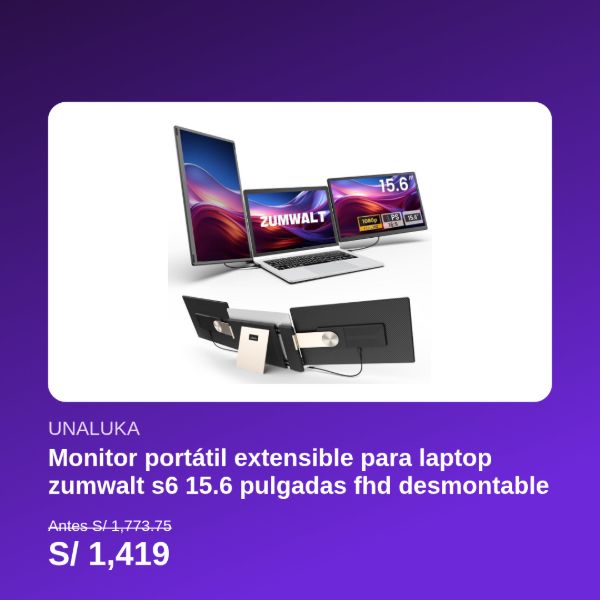 ZUMWALT
15.6"
1080p
15.6"
UNALUKA
Monitor portátil extensible para laptop
zumwalt s6 15.6 pulgadas fhd desmontable
Antes S/ 1,773.75
S/ 1,419